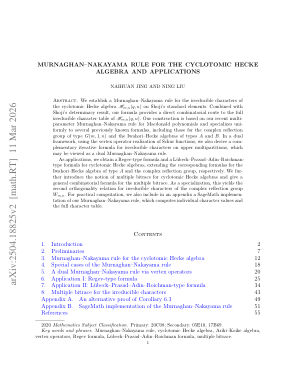 MURNAGHAN–NAKAYAMA RULE FOR THE CYCLOTOMIC HECKE
ALGEBRA AND APPLICATIONS
NAIHUAN JING AND NING LIU
ABSTRACT. We establish a Murnaghan–Nakayama rule for the irreducible characters of
the cyclotomic Hecke algebra on Shoji's standard elements. Combined with
Shoji's determinacy result, our formula provides a direct combinatorial route to the full
irreducible character table of Our construction is based on our recent multi-
parameter Murnaghan–Nakayama rule for Macdonald polynomials and specializes uni-
formly to several previously known formulas, including those for the complex reflection
group of type G(m, 1, n) and the Iwahori–Hecke algebras of types A and B. In a dual
framework, using the vertex operator realization of Schur functions, we also derive a com-
plementary iterative formula for irreducible characters on upper multipartitions, which
may be viewed as a dual Murnaghan–Nakayama rule.
As applications, we obtain a Regev-type formula and a Lübeck–Prasad–Adin–Roichman-
type formula for cyclotomic Hecke algebras, extending the corresponding formulas for the
Iwahori–Hecke algebra of type A and the complex reflection group, respectively. We fur-
ther introduce the notion of multiple bitrace for cyclotomic Hecke algebras and give a
general combinatorial formula for the multiple bitrace. As a specialization, this yields the
second orthogonality relation for irreducible characters of the complex reflection group
For practical computation, we also include in an appendix a SageMath implementa-
tion of our Murnaghan–Nakayama rule, which computes individual character values and
the full character table.
CONTENTS
1. Introduction 2
2. Preliminaries 7
3. Murnaghan–Nakayama rule for the cyclotomic Hecke algebra 12
4. Special cases of the Murnaghan–Nakayama rule 18
5. A dual Murnaghan–Nakayama rule via vertex operators 20
6. Application I: Regev-type formula 25
7. Application II: Lübeck–Prasad–Adin–Roichman-type formula 34
8. Multiple bitrace for the irreducible characters 43
Appendix A. An alternative proof of Corollary 6.3 49
Appendix B. SageMath implementation of the Murnaghan–Nakayama rule 51
References 55
2020 Mathematics Subject Classification. Primary: 20C08; Secondary: 05E10, 17B69.
Key words and phrases. Murnaghan–Nakayama rule, cyclotomic Hecke algebra, Ariki–Koike algebra,
vertex operators, Regev formula, Lübeck–Prasad–Adin–Roichman formula, multiple bitrace.
1
arXiv:2504.18825v2 [math.RT] 11 Mar 2026